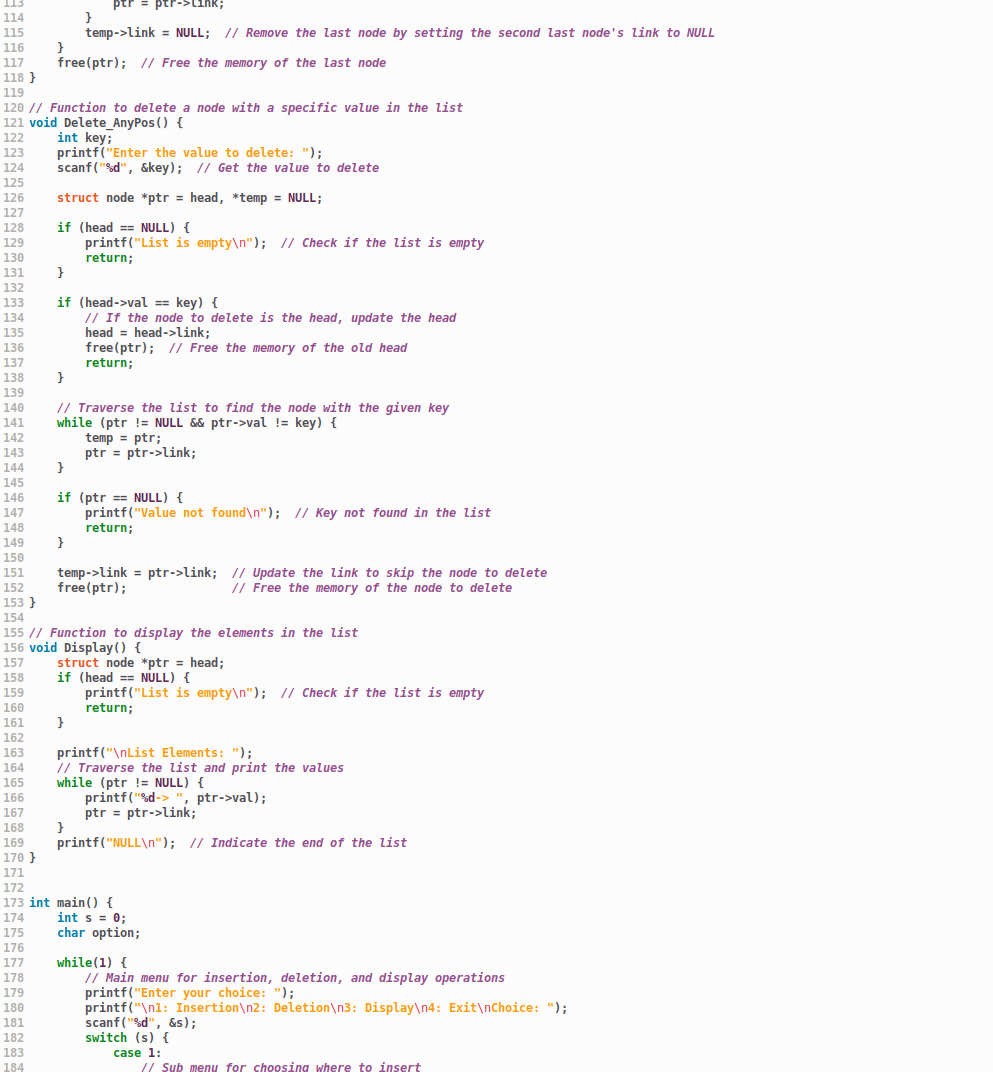 113             ptr = ptr->link;
114         }
115         temp->link = NULL;  // Remove the last node by setting the second last node's link to NULL
116     }
117     free(ptr);  // Free the memory of the last node
118 }
119
120 // Function to delete a node with a specific value in the list
121 void Delete_AnyPos() {
122     int key;
123     printf("Enter the value to delete: ");
124     scanf("%d", &key);  // Get the value to delete
125
126     struct node *ptr = head, *temp = NULL;
127
128     if (head == NULL) {
129         printf("List is empty\n");  // Check if the list is empty
130         return;
131     }
132
133     if (head->val == key) {
134         // If the node to delete is the head, update the head
135         head = head->link;
136         free(ptr);  // Free the memory of the old head
137         return;
138     }
139
140     // Traverse the list to find the node with the given key
141     while (ptr != NULL && ptr->val != key) {
142         temp = ptr;
143         ptr = ptr->link;
144     }
145
146     if (ptr == NULL) {
147         printf("Value not found\n");  // Key not found in the list
148         return;
149     }
150
151     temp->link = ptr->link;  // Update the link to skip the node to delete
152     free(ptr);               // Free the memory of the node to delete
153 }
154
155 // Function to display the elements in the list
156 void Display() {
157     struct node *ptr = head;
158     if (head == NULL) {
159         printf("List is empty\n");  // Check if the list is empty
160         return;
161     }
162
163     printf("\nList Elements: ");
164     // Traverse the list and print the values
165     while (ptr != NULL) {
166         printf("%d-> ", ptr->val);
167         ptr = ptr->link;
168     }
169     printf("NULL\n");  // Indicate the end of the list
170 }
171
172
173 int main() {
174     int s = 0;
175     char option;
176
177     while(1) {
178         // Main menu for insertion, deletion, and display operations
179         printf("Enter your choice: ");
180         printf("\n1: Insertion\n2: Deletion\n3: Display\n4: Exit\nChoice: ");
181         scanf("%d", &s);
182         switch (s) {
183             case 1:
184                 // Sub menu for choosing where to insert